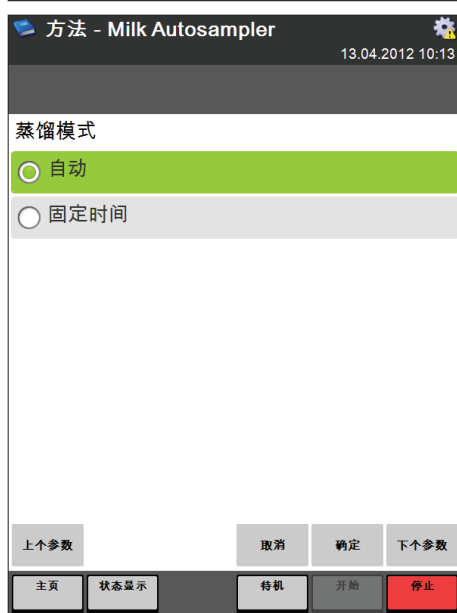 方法 - Milk Autosampler
13.04.2012 10:13
蒸馏模式
自动
固定时间
上个参数 取消 确定 下个参数
主页 状态显示 待机 开始 停止